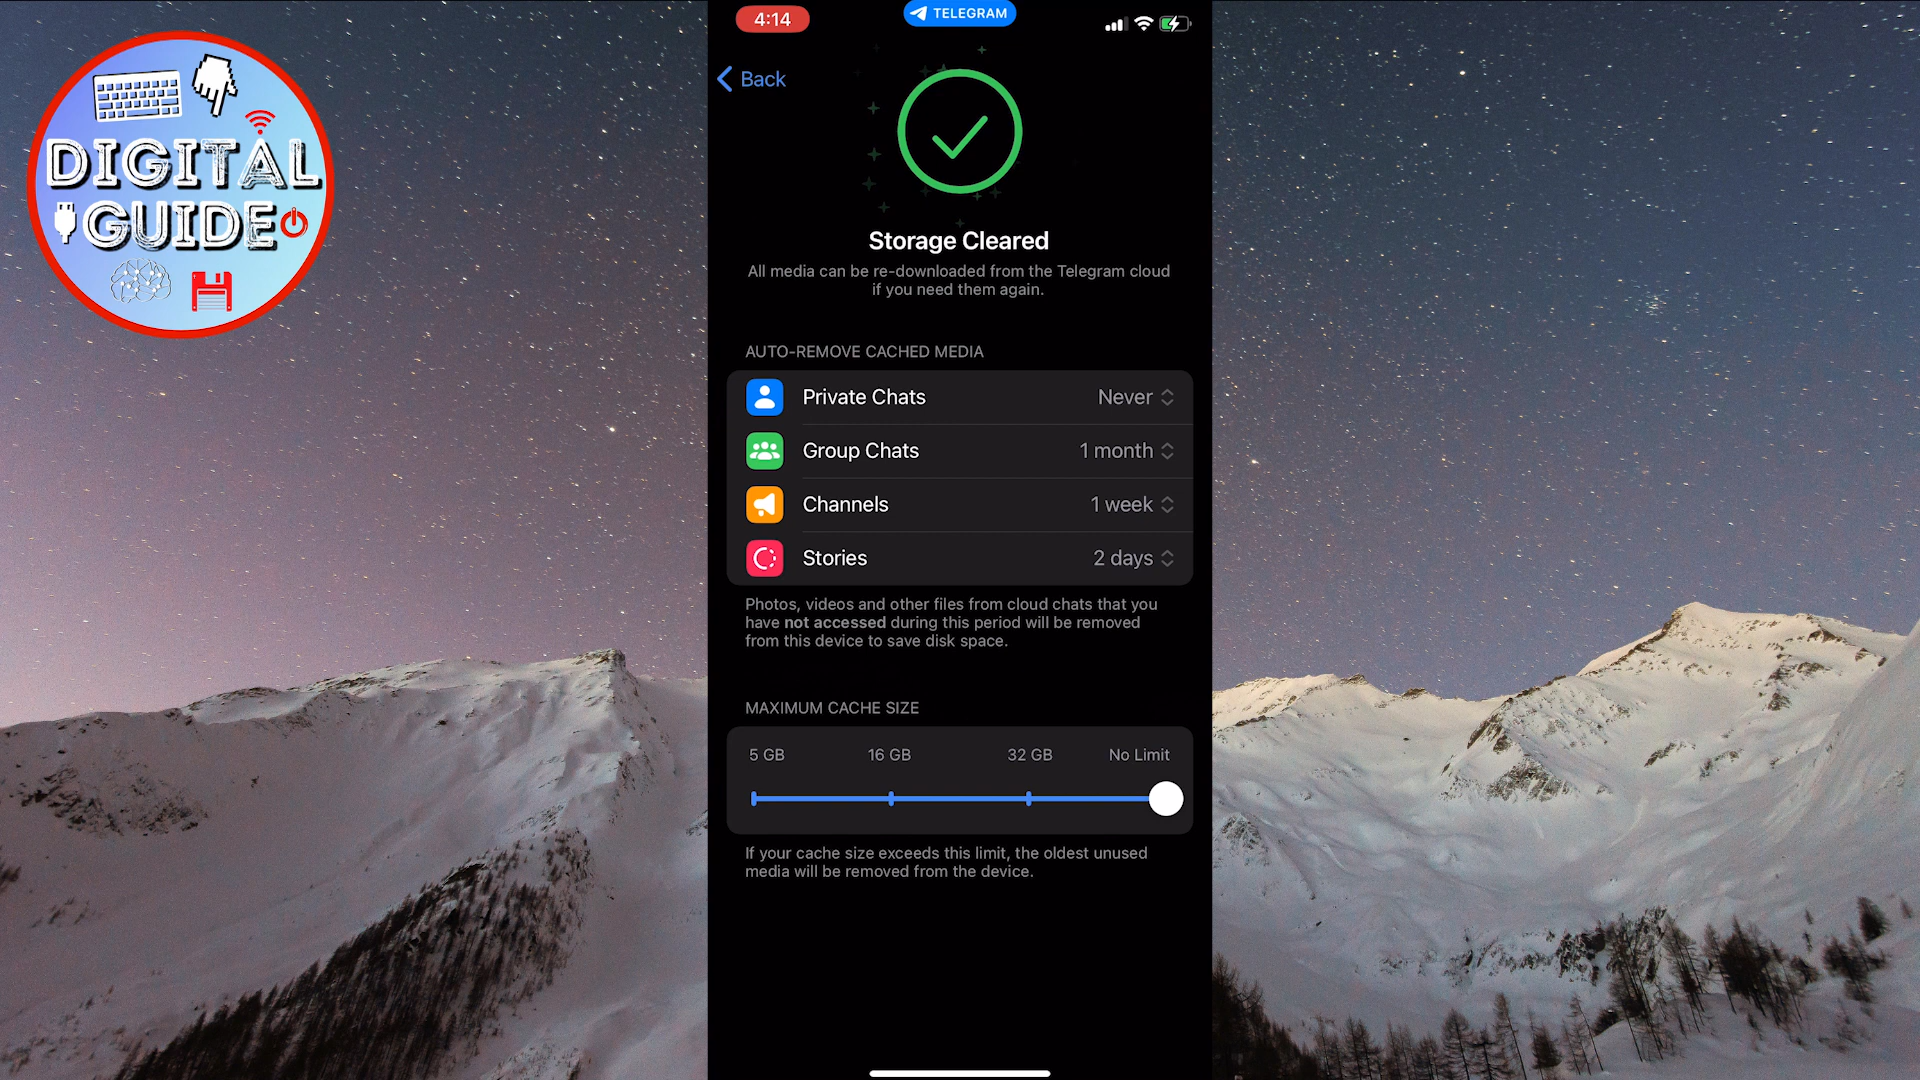 DIGITAL
GUIDE
4:14
TELEGRAM
Back
Storage Cleared
All media can be re-downloaded from the Telegram cloud
if you need them again.
AUTO-REMOVE CACHED MEDIA
Private Chats Never
Group Chats 1 month
Channels 1 week
Stories 2 days
Photos, videos and other files from cloud chats that you
have not accessed during this period will be removed
from this device to save disk space.
MAXIMUM CACHE SIZE
5 GB 16 GB 32 GB No Limit
If your cache size exceeds this limit, the oldest unused
media will be removed from the device.